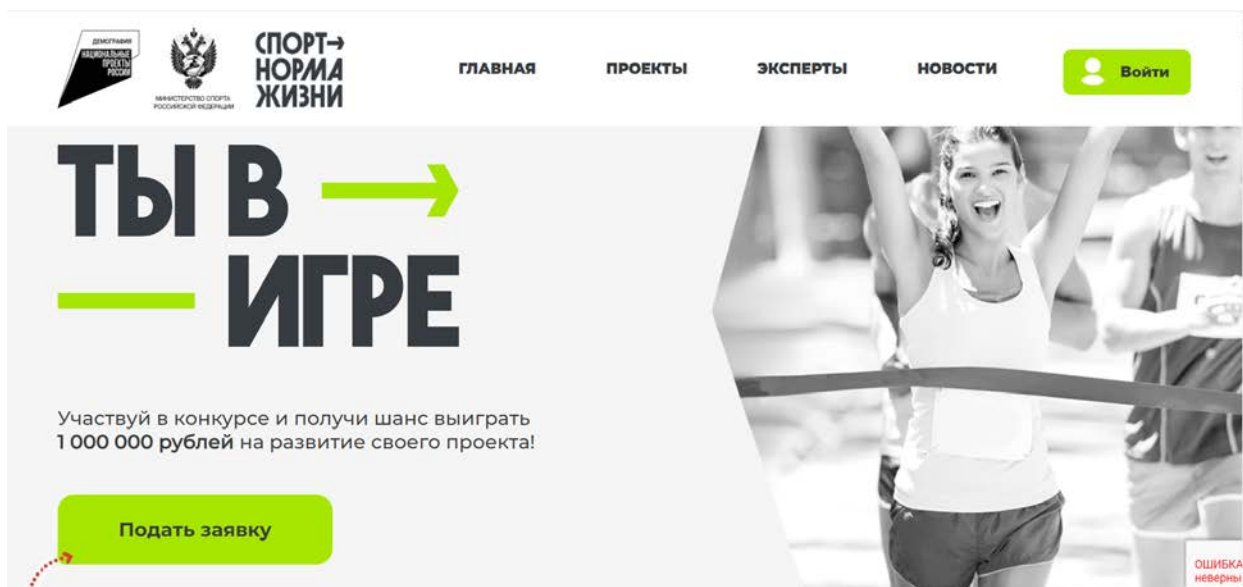 ДЕМОГРАФИЯ
НАЦИОНАЛЬНЫЕ
ПРОЕКТЫ
РОССИИ
МИНИСТЕРСТВО СПОРТА
РОССИЙСКОЙ ФЕДЕРАЦИИ
СПОРТ→
НОРМА
ЖИЗНИ
ГЛАВНАЯ
ПРОЕКТЫ
ЭКСПЕРТЫ
НОВОСТИ
Войти
ТЫ В
ИГРЕ
Участвуй в конкурсе и получи шанс выиграть
1 000 000 рублей на развитие своего проекта!
Подать заявку
ОШИБКА
неверны